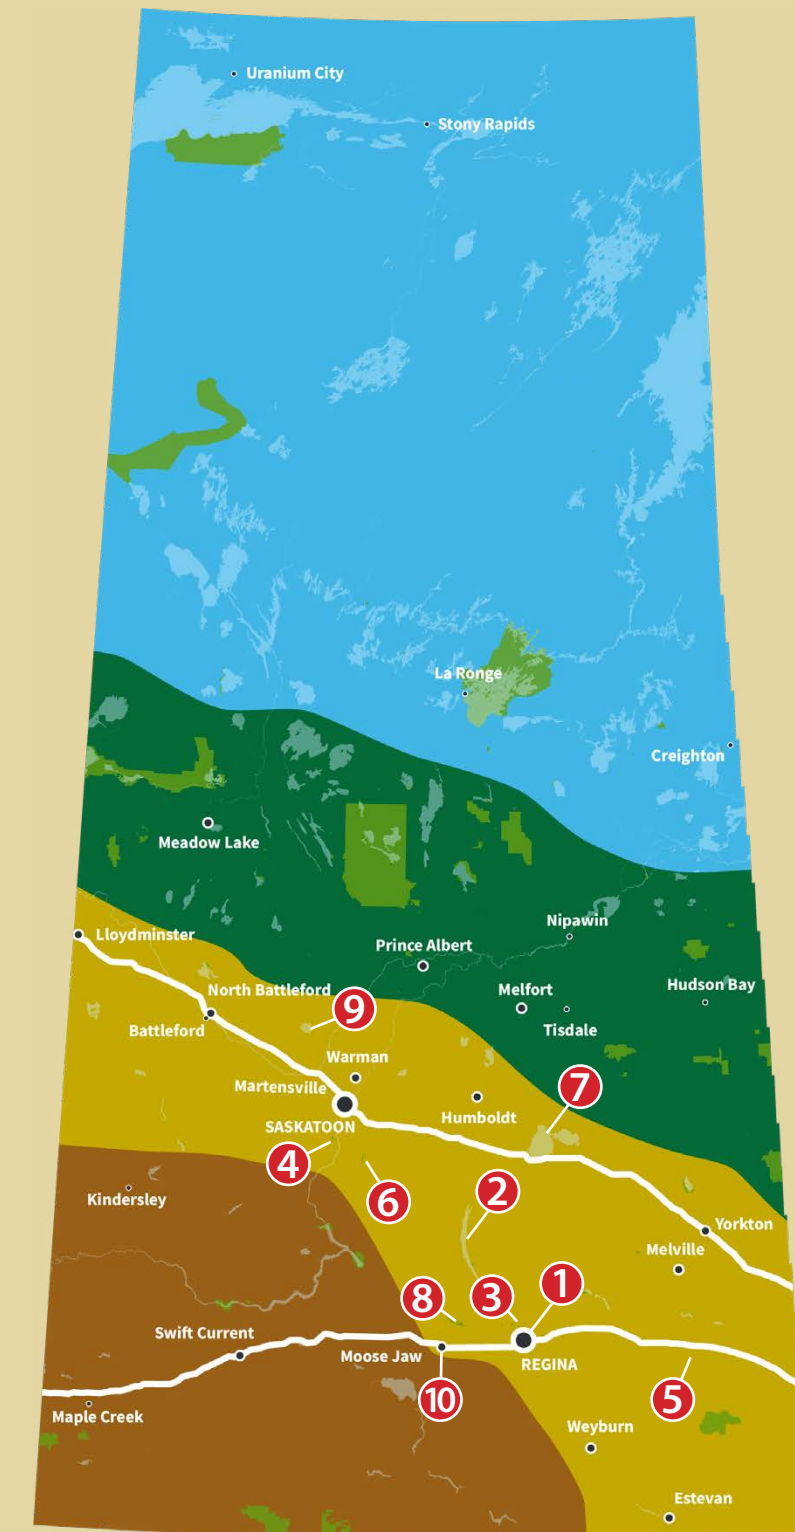 Uranium City
Stony Rapids
La Ronge
Creighton
Meadow Lake
Nipawin
Lloydminster
Prince Albert
Hudson Bay
North Battleford
Melfort
9
Battleford
Tisdale
Warman
Martensville
7
Humboldt
SASKATOON
4
2
6
Kindersley
Yorkton
Melville
1
8
3
Swift Current
Moose Jaw
REGINA
10
5
Maple Creek
Weyburn
Estevan